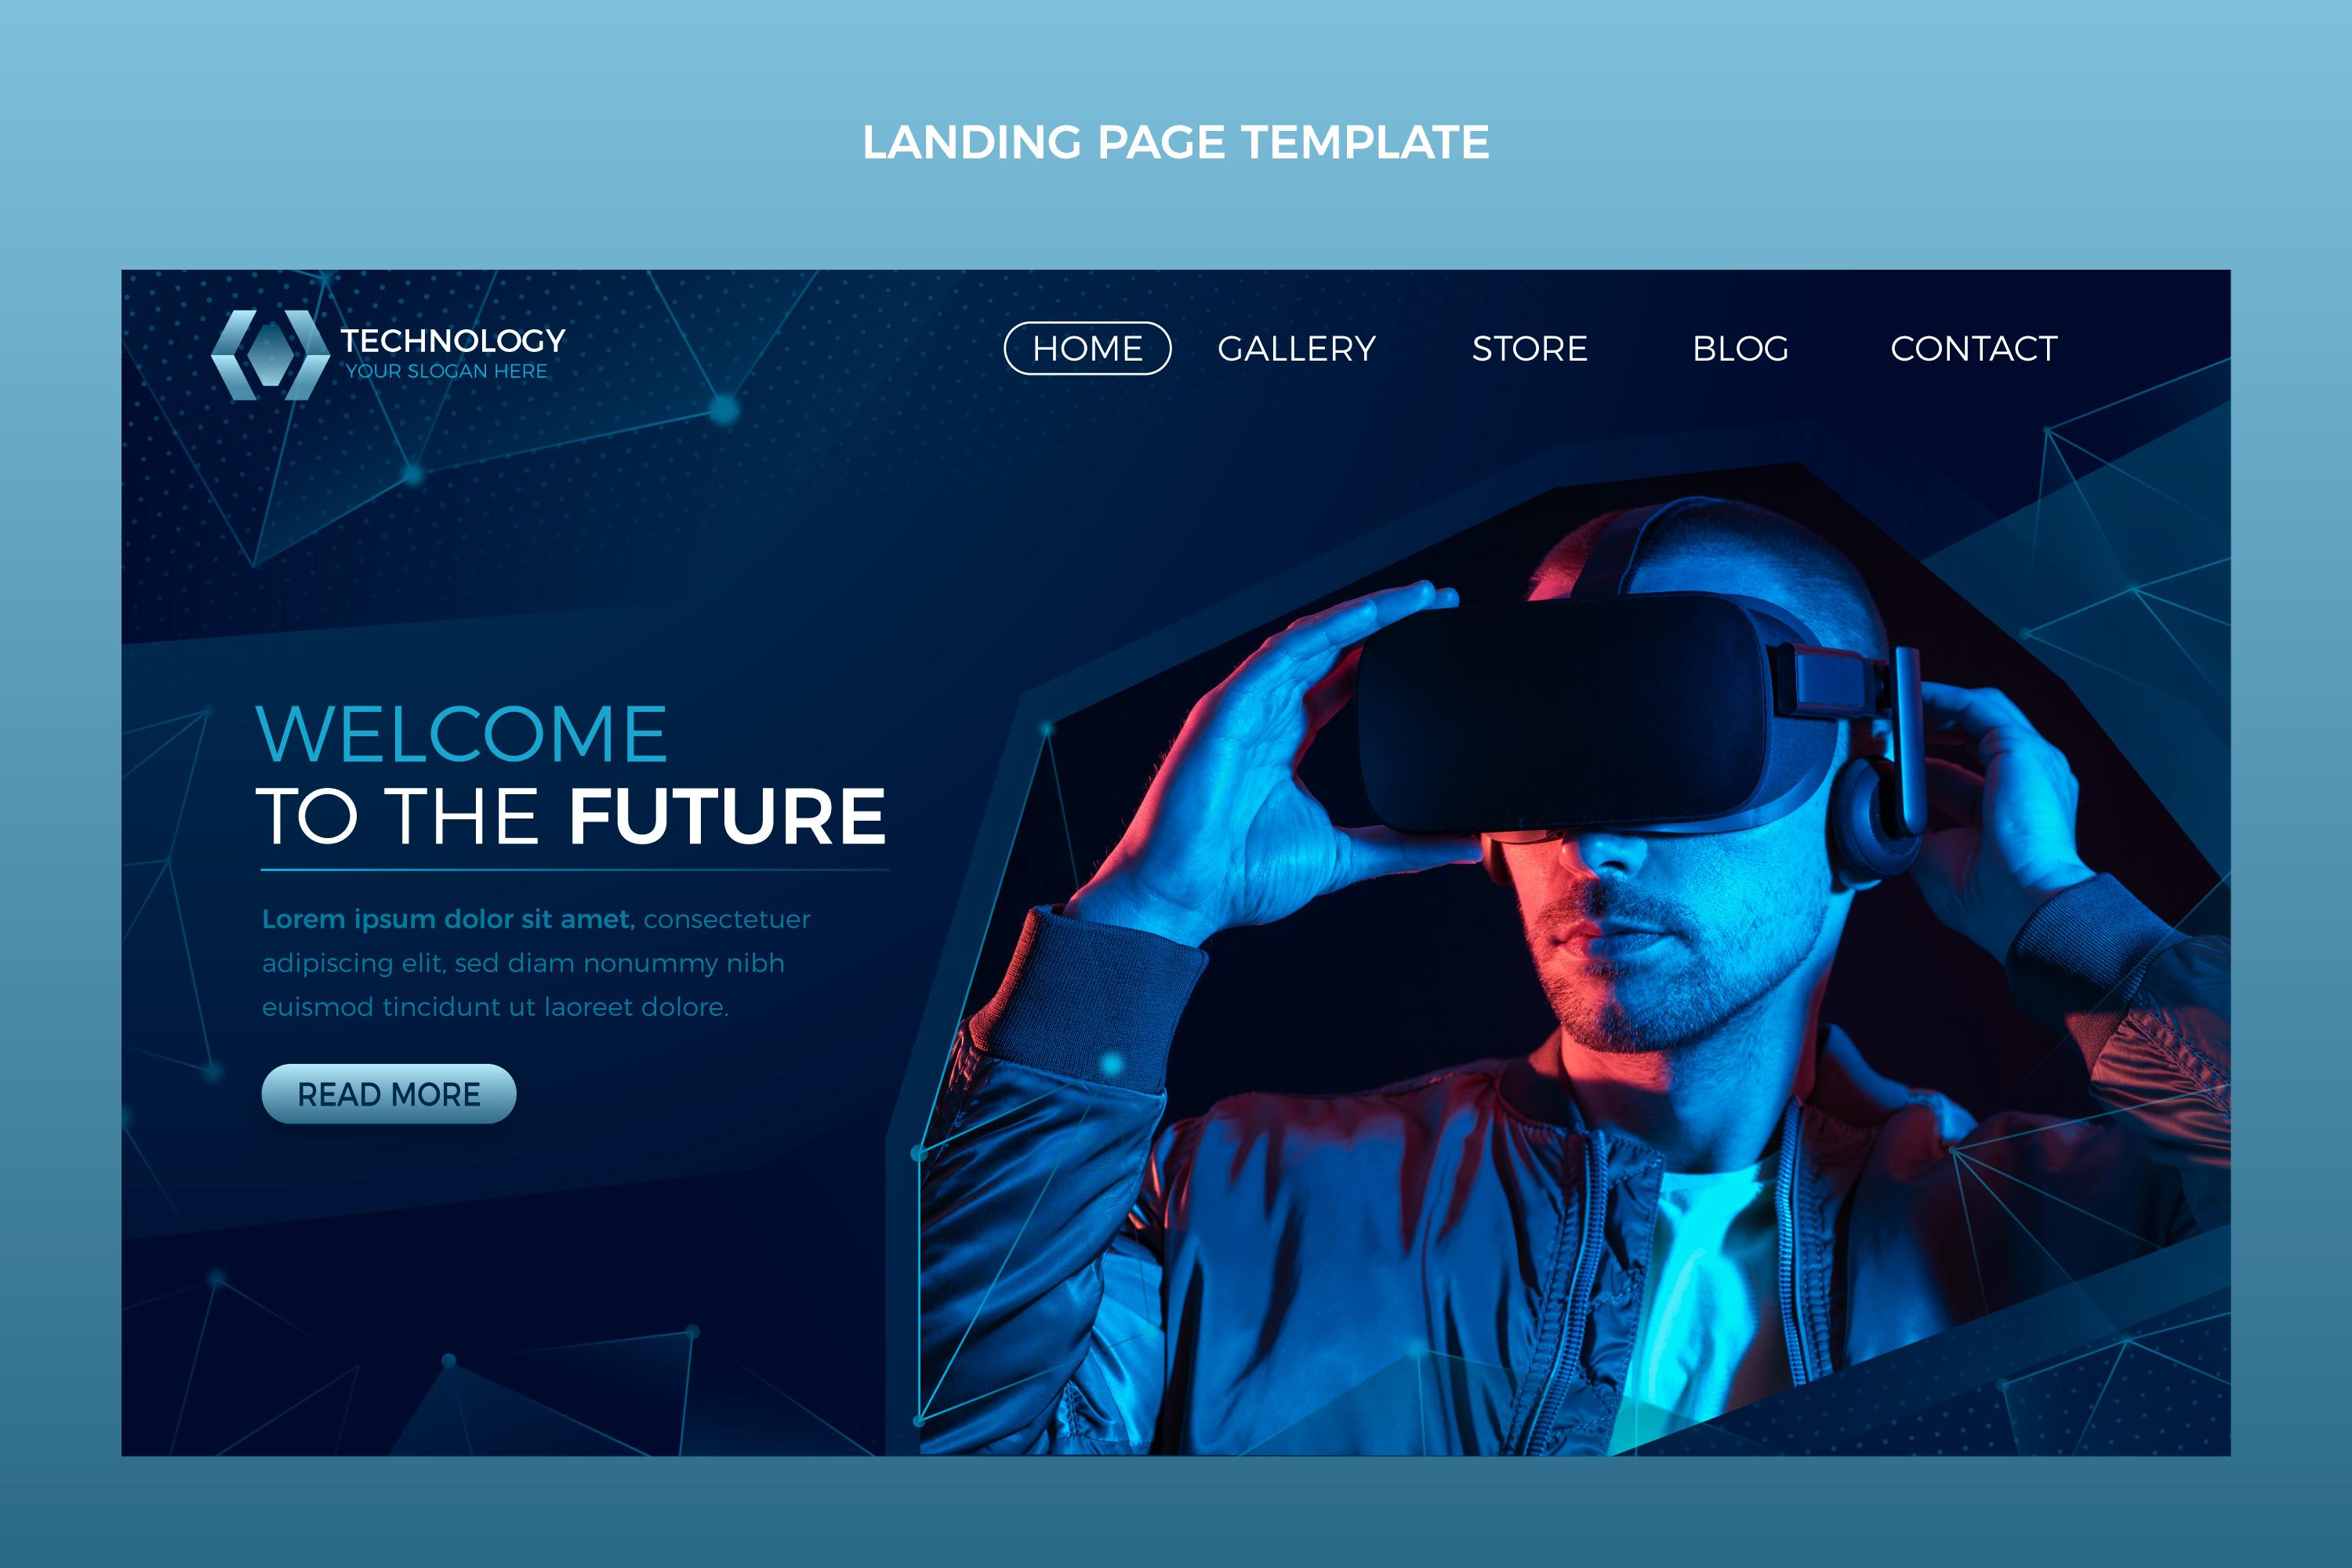 LANDING PAGE TEMPLATE
TECHNOLOGY
YOUR SLOGAN HERE
HOME GALLERY STORE BLOG CONTACT
WELCOME
TO THE FUTURE
Lorem ipsum dolor sit amet, consectetuer
adipiscing elit, sed diam nonummy nibh
euismod tincidunt ut laoreet dolore.
READ MORE